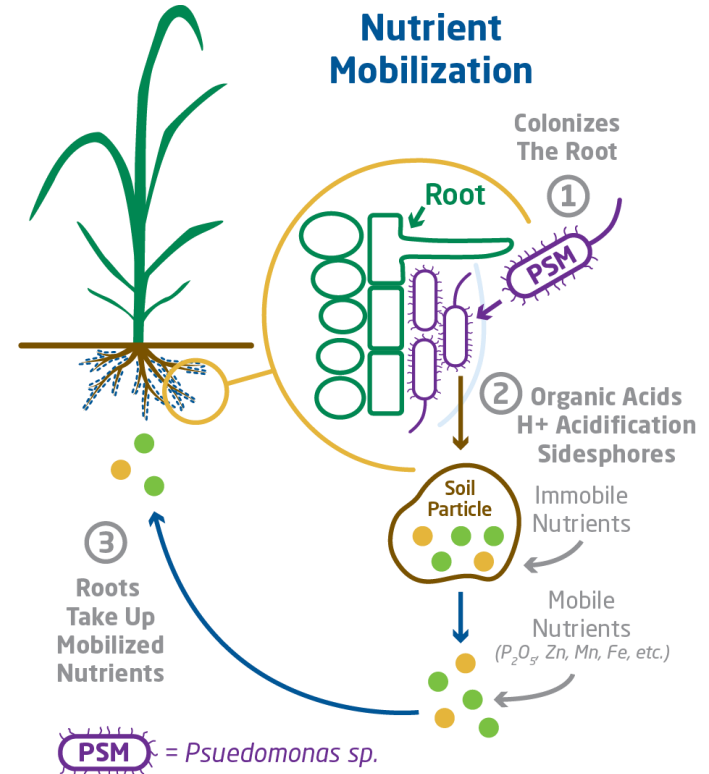 Nutrient
Mobilization
Colonizes
The Root
1
Root
PSM
2
Organic Acids
H+ Acidification
Sidesphores
Soil
Particle
Immobile
Nutrients
Mobile
Nutrients
(P₂O₅, Zn, Mn, Fe, etc.)
3
Roots
Take Up
Mobilized
Nutrients
PSM = Psuedomonas sp.